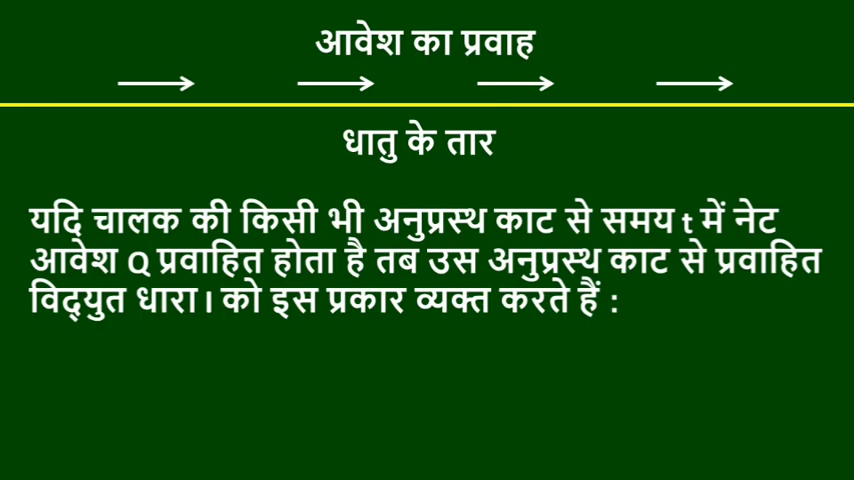 आवेश का प्रवाह
धातु के तार
यदि चालक की किसी भी अनुप्रस्थ काट से समय t में नेट
आवेश Q प्रवाहित होता है तब उस अनुप्रस्थ काट से प्रवाहित
विद्युत धारा I को इस प्रकार व्यक्त करते हैं :